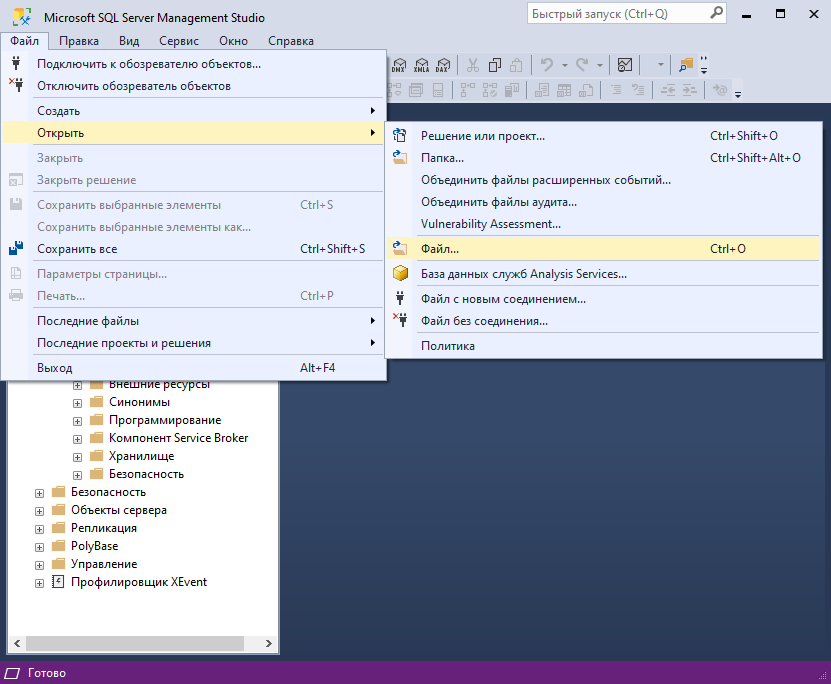 Microsoft SQL Server Management Studio
Быстрый запуск (Ctrl+Q)
Файл Правка Вид Сервис Окно Справка
DMX XMLA DAX
Подключить к обозревателю объектов...
Отключить обозреватель объектов
Создать
Открыть
Закрыть
Закрыть решение
Сохранить выбранные элементы Ctrl+S
Сохранить выбранные элементы как...
Сохранить все Ctrl+Shift+S
Параметры страницы...
Печать... Ctrl+P
Последние файлы
Последние проекты и решения
Выход Alt+F4
Решение или проект... Ctrl+Shift+O
Папка... Ctrl+Shift+Alt+O
Объединить файлы расширенных событий...
Объединить файлы аудита...
Vulnerability Assessment...
Файл... Ctrl+O
База данных служб Analysis Services...
Файл с новым соединением...
Файл без соединения...
Политика
Внешние ресурсы
Синонимы
Программирование
Компонент Service Broker
Хранилище
Безопасность
Безопасность
Объекты сервера
Репликация
PolyBase
Управление
Профилировщик XEvent
Готово